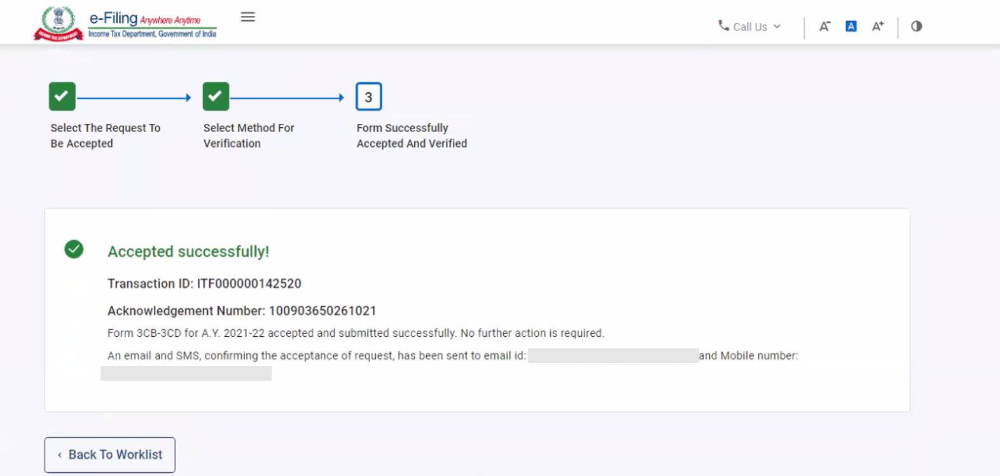 e-Filing Anywhere Anytime
Income Tax Department, Government of India
Call Us
A-
A
A+
3
Select The Request To
Be Accepted
Select Method For
Verification
Form Successfully
Accepted And Verified
Accepted successfully!
Transaction ID: ITF000000142520
Acknowledgement Number: 100903650261021
Form 3CB-3CD for A.Y. 2021-22 accepted and submitted successfully. No further action is required.
An email and SMS, confirming the acceptance of request, has been sent to email id: and Mobile number:
‹ Back To Worklist